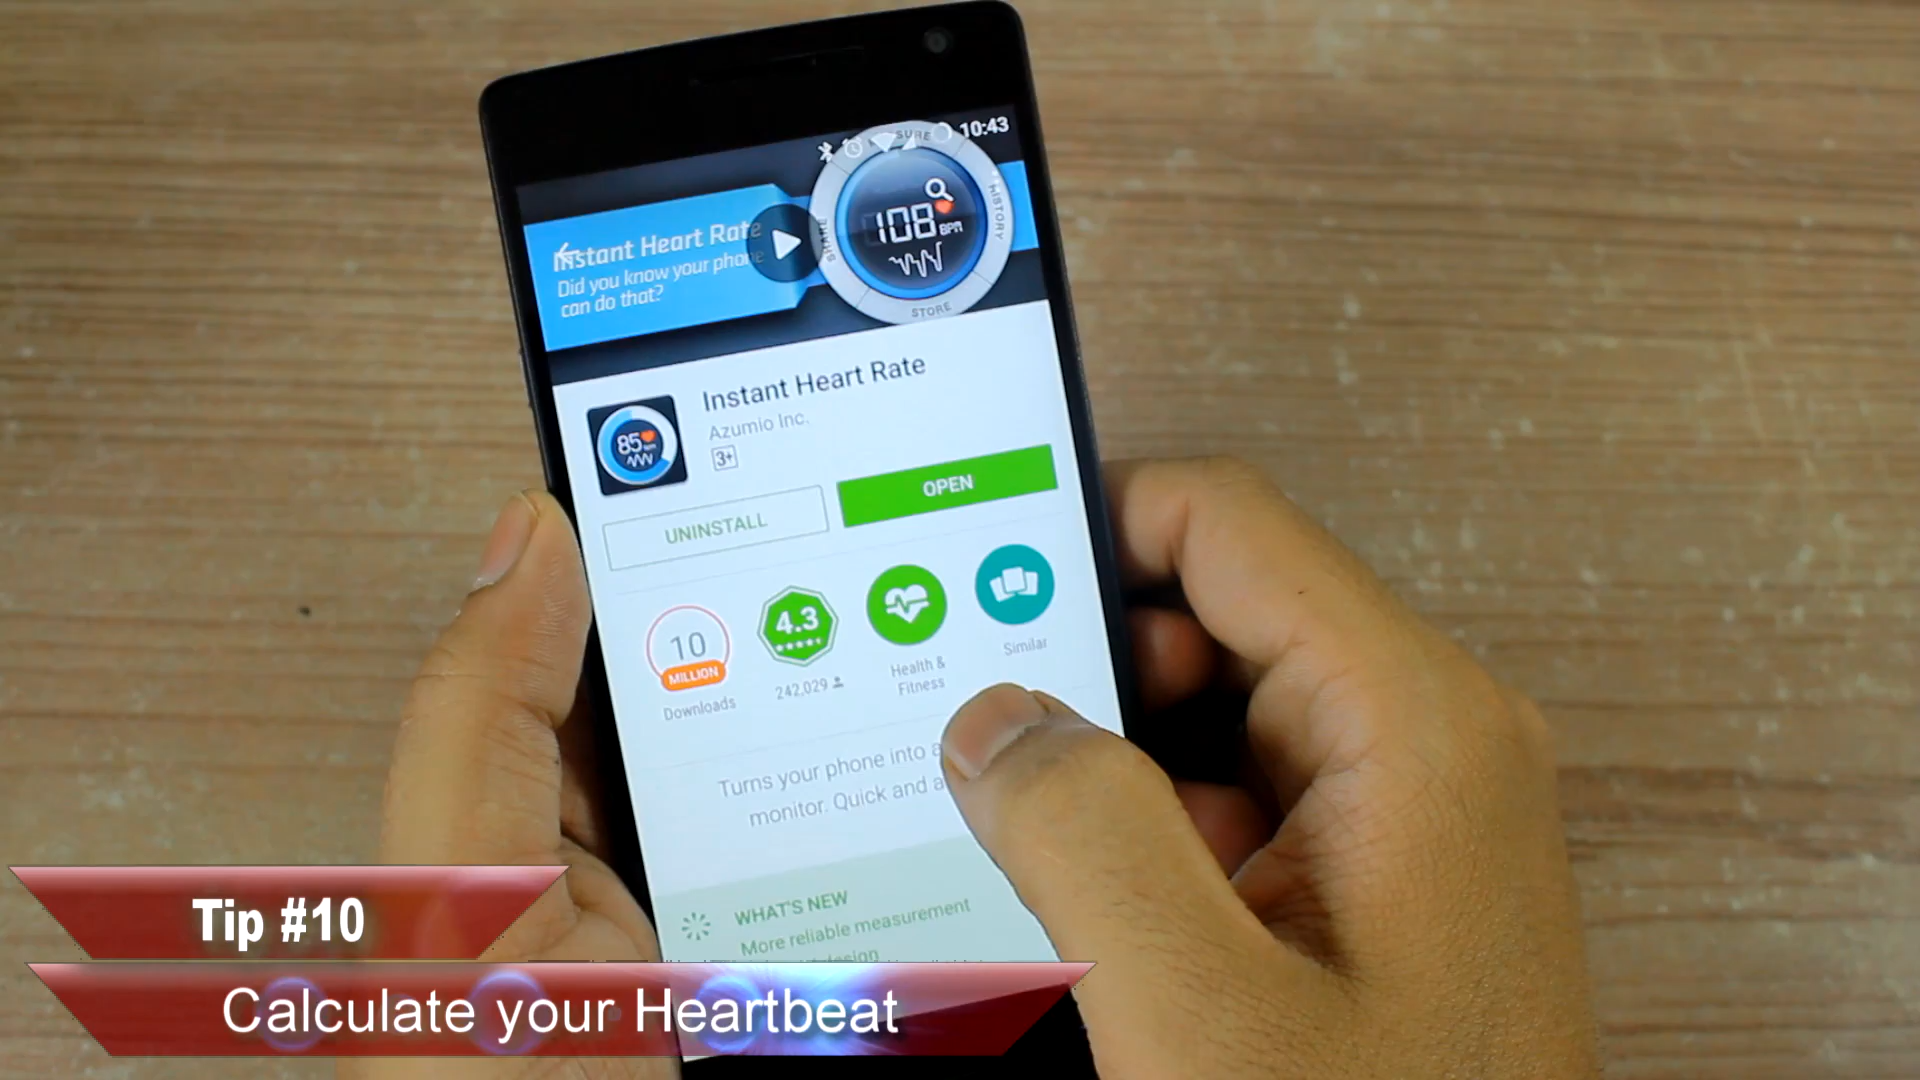 10:43
SURE
HISTORY
SHARE
STORE
108 BPM
Instant Heart Rate
Did you know your phone
can do that?
Instant Heart Rate
Azumio Inc.
3+
85
UNINSTALL
OPEN
10
MILLION
Downloads
4.3
242,029
Health &
Fitness
Similar
Turns your phone into a
monitor. Quick and a
WHAT'S NEW
More reliable measurement
design
Tip #10
Calculate your Heartbeat